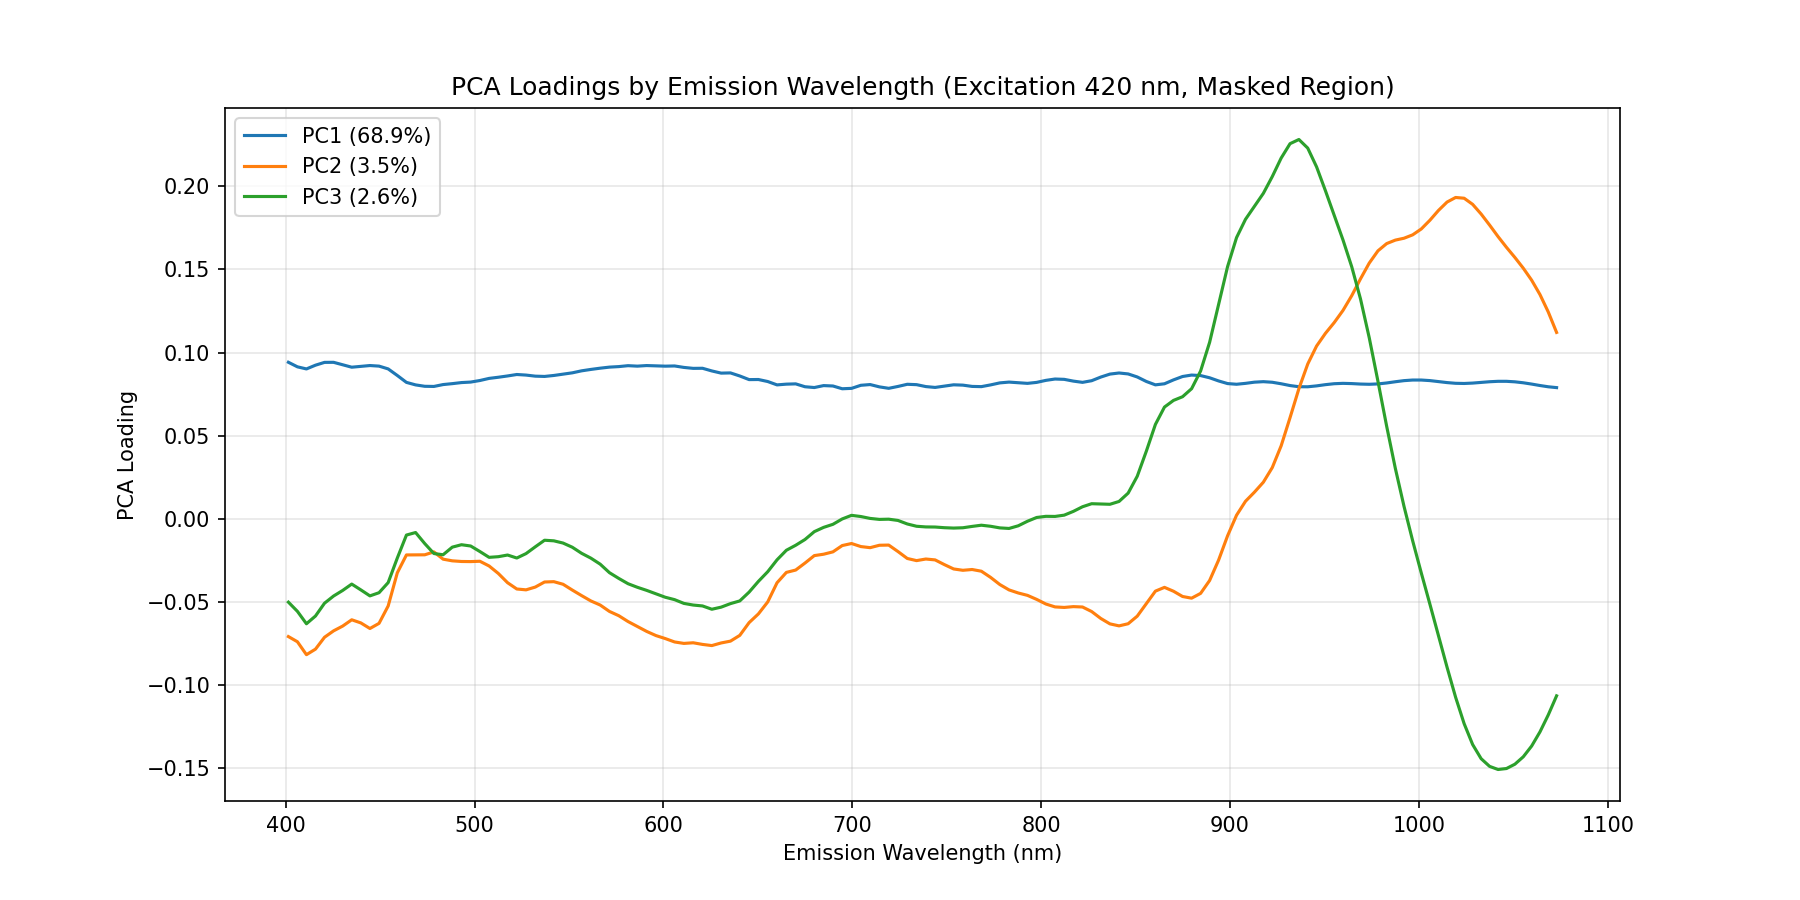 PCA Loadings by Emission Wavelength (Excitation 420 nm, Masked Region)
PC1 (68.9%)
PC2 (3.5%)
PC3 (2.6%)
PCA Loading
0.20
0.15
0.10
0.05
0.00
−0.05
−0.10
−0.15
400 500 600 700 800 900 1000 1100
Emission Wavelength (nm)